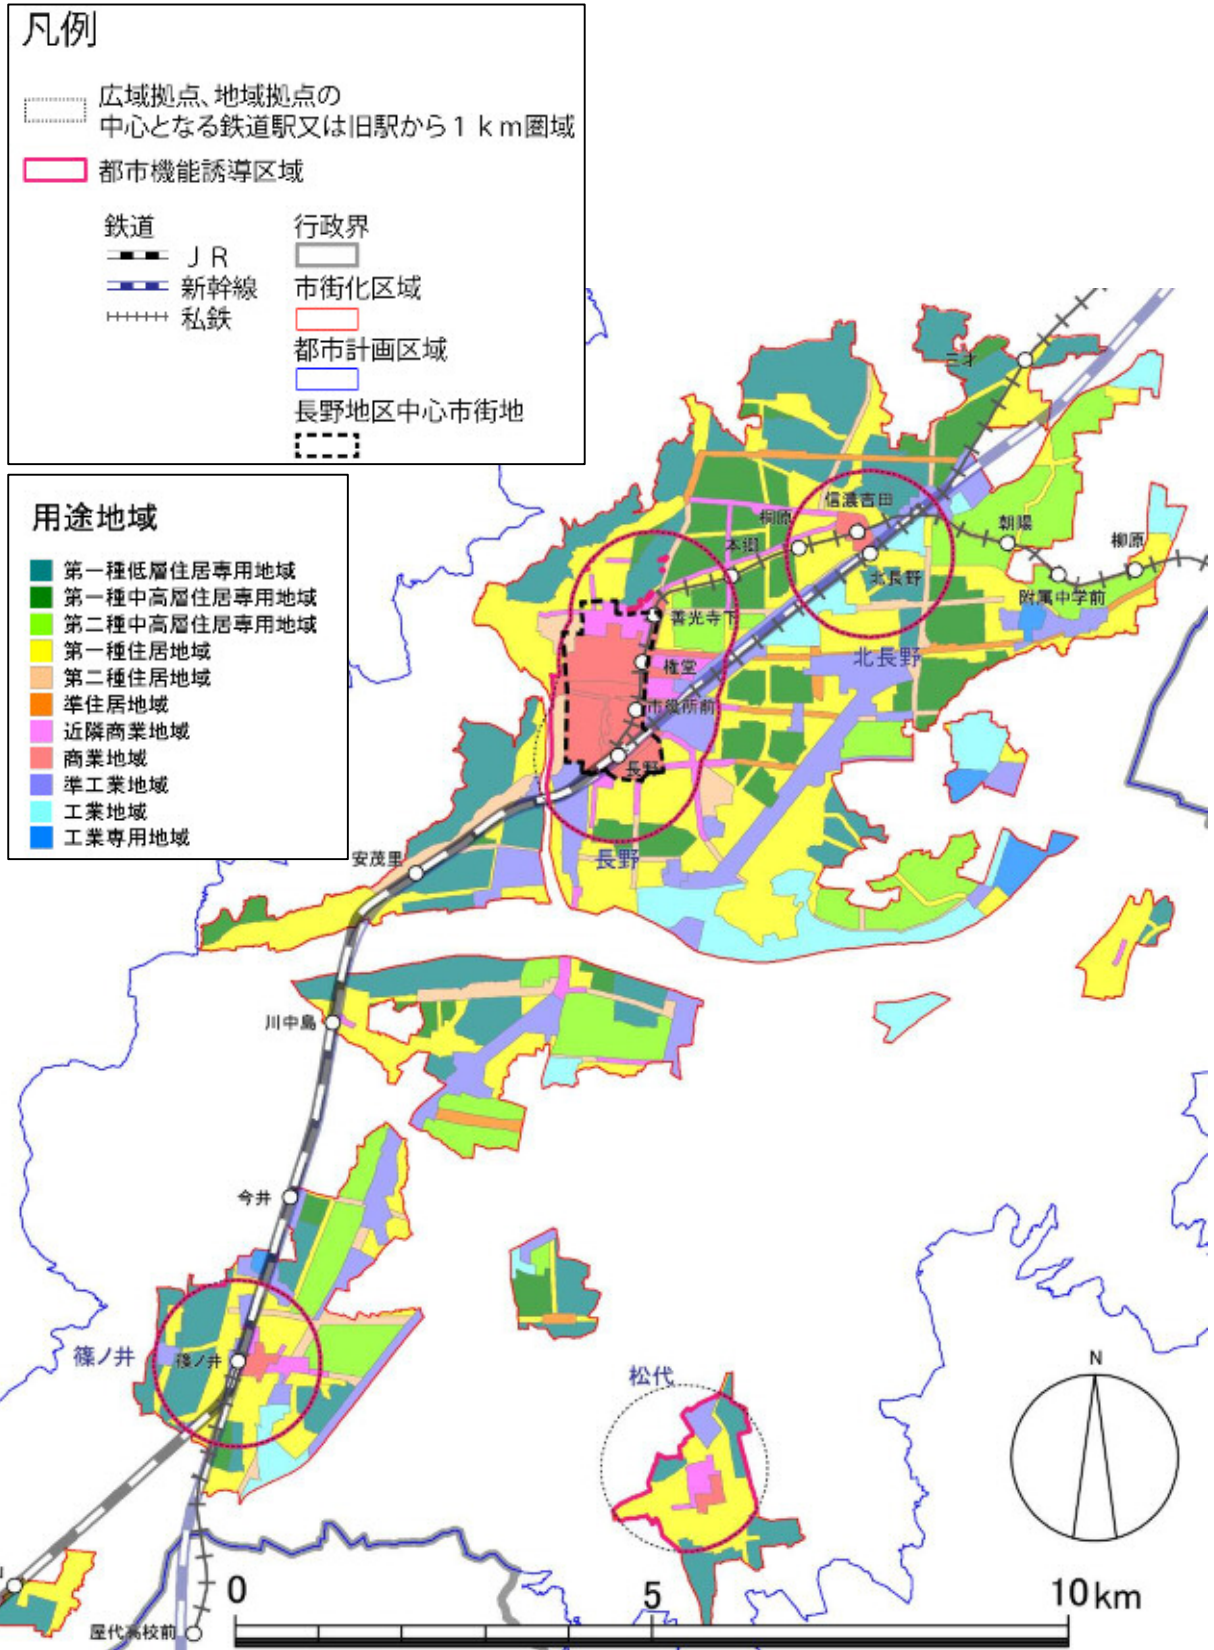 凡例
広域拠点、地域拠点の
中心となる鉄道駅又は旧駅から1km圏域
都市機能誘導区域
鉄道
JR
新幹線
私鉄
行政界
市街化区域
都市計画区域
長野地区中心市街地
用途地域
第一種低層住居専用地域
第一種中高層住居専用地域
第二種中高層住居専用地域
第一種住居地域
第二種住居地域
準住居地域
近隣商業地域
商業地域
準工業地域
工業地域
工業専用地域
三才
信濃吉田
桐原
朝陽
柳原
本郷
北長野
附属中学前
善光寺下
北長野
権堂
市役所前
長野
長野
安茂里
川中島
今井
篠ノ井
篠ノ井
松代
N
屋代高校前
0
5
10km